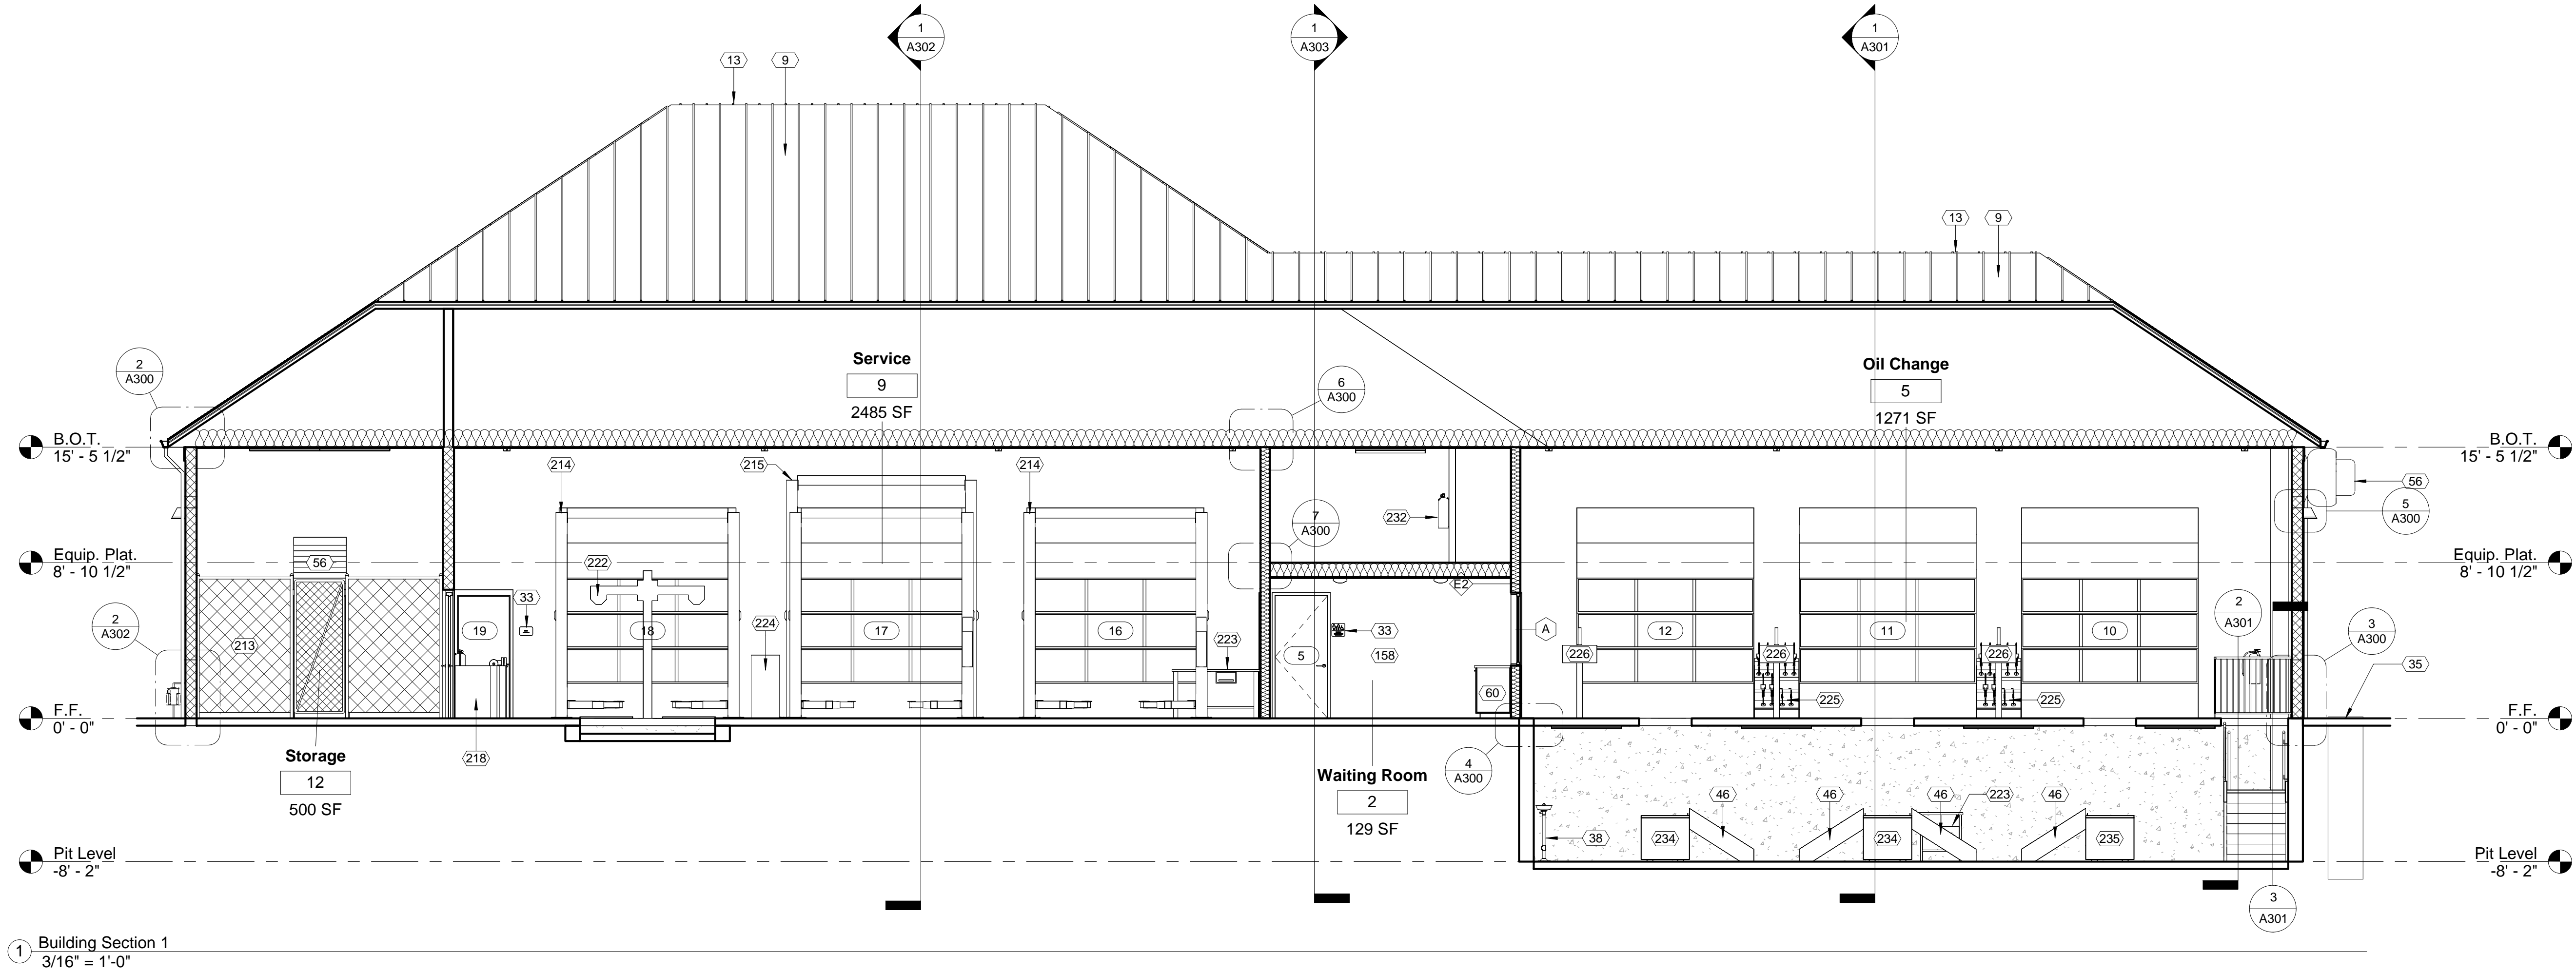 1
A302
1
A303
1
A301
13
9
13
9
2
A300
Service
9
2485 SF
6
A300
Oil Change
5
1271 SF
B.O.T.
15' - 5 1/2"
B.O.T.
15' - 5 1/2"
214
215
214
56
232
7
A300
5
A300
Equip. Plat.
8' - 10 1/2"
56
222
E2
Equip. Plat.
8' - 10 1/2"
2
A302
33
224
19
18
17
16
33
A
12
11
10
2
A301
3
A300
213
223
5
158
226
226
226
35
60
225
225
F.F.
0' - 0"
F.F.
0' - 0"
218
Storage
12
500 SF
Waiting Room
2
129 SF
4
A300
46
46
46
223
46
38
234
234
235
Pit Level
-8' - 2"
Pit Level
-8' - 2"
3
A301
1
Building Section 1
3/16" = 1'-0"